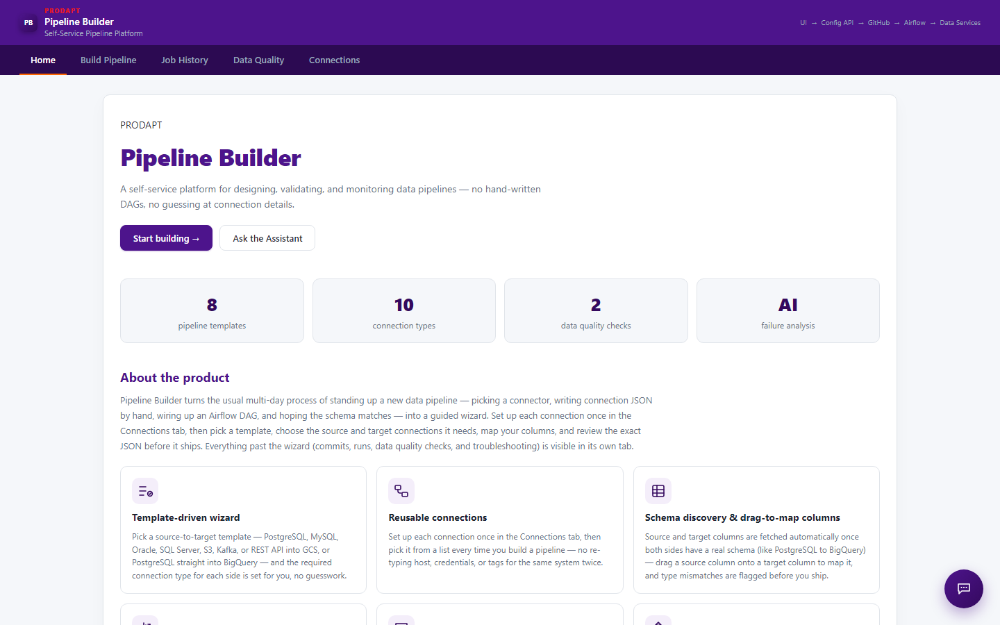 PB
PRODAPT
Pipeline Builder
Self-Service Pipeline Platform
UI → Config API → GitHub → Airflow → Data Services
Home Build Pipeline Job History Data Quality Connections
PRODAPT
Pipeline Builder
A self-service platform for designing, validating, and monitoring data pipelines — no hand-written
DAGs, no guessing at connection details.
Start building → Ask the Assistant
8
pipeline templates
10
connection types
2
data quality checks
AI
failure analysis
About the product
Pipeline Builder turns the usual multi-day process of standing up a new data pipeline — picking a connector, writing connection JSON
by hand, wiring up an Airflow DAG, and hoping the schema matches — into a guided wizard. Set up each connection once in the
Connections tab, then pick a template, choose the source and target connections it needs, map your columns, and review the exact
JSON before it ships. Everything past the wizard (commits, runs, data quality checks, and troubleshooting) is visible in its own tab.
Template-driven wizard
Pick a source-to-target template — PostgreSQL, MySQL,
Oracle, SQL Server, S3, Kafka, or REST API into GCS, or
PostgreSQL straight into BigQuery — and the required
connection type for each side is set for you, no guesswork.
Reusable connections
Set up each connection once in the Connections tab, then
pick it from a list every time you build a pipeline — no re-
typing host, credentials, or tags for the same system twice.
Schema discovery & drag-to-map columns
Source and target columns are fetched automatically once
both sides have a real schema (like PostgreSQL to BigQuery)
— drag a source column onto a target column to map it,
and type mismatches are flagged before you ship.